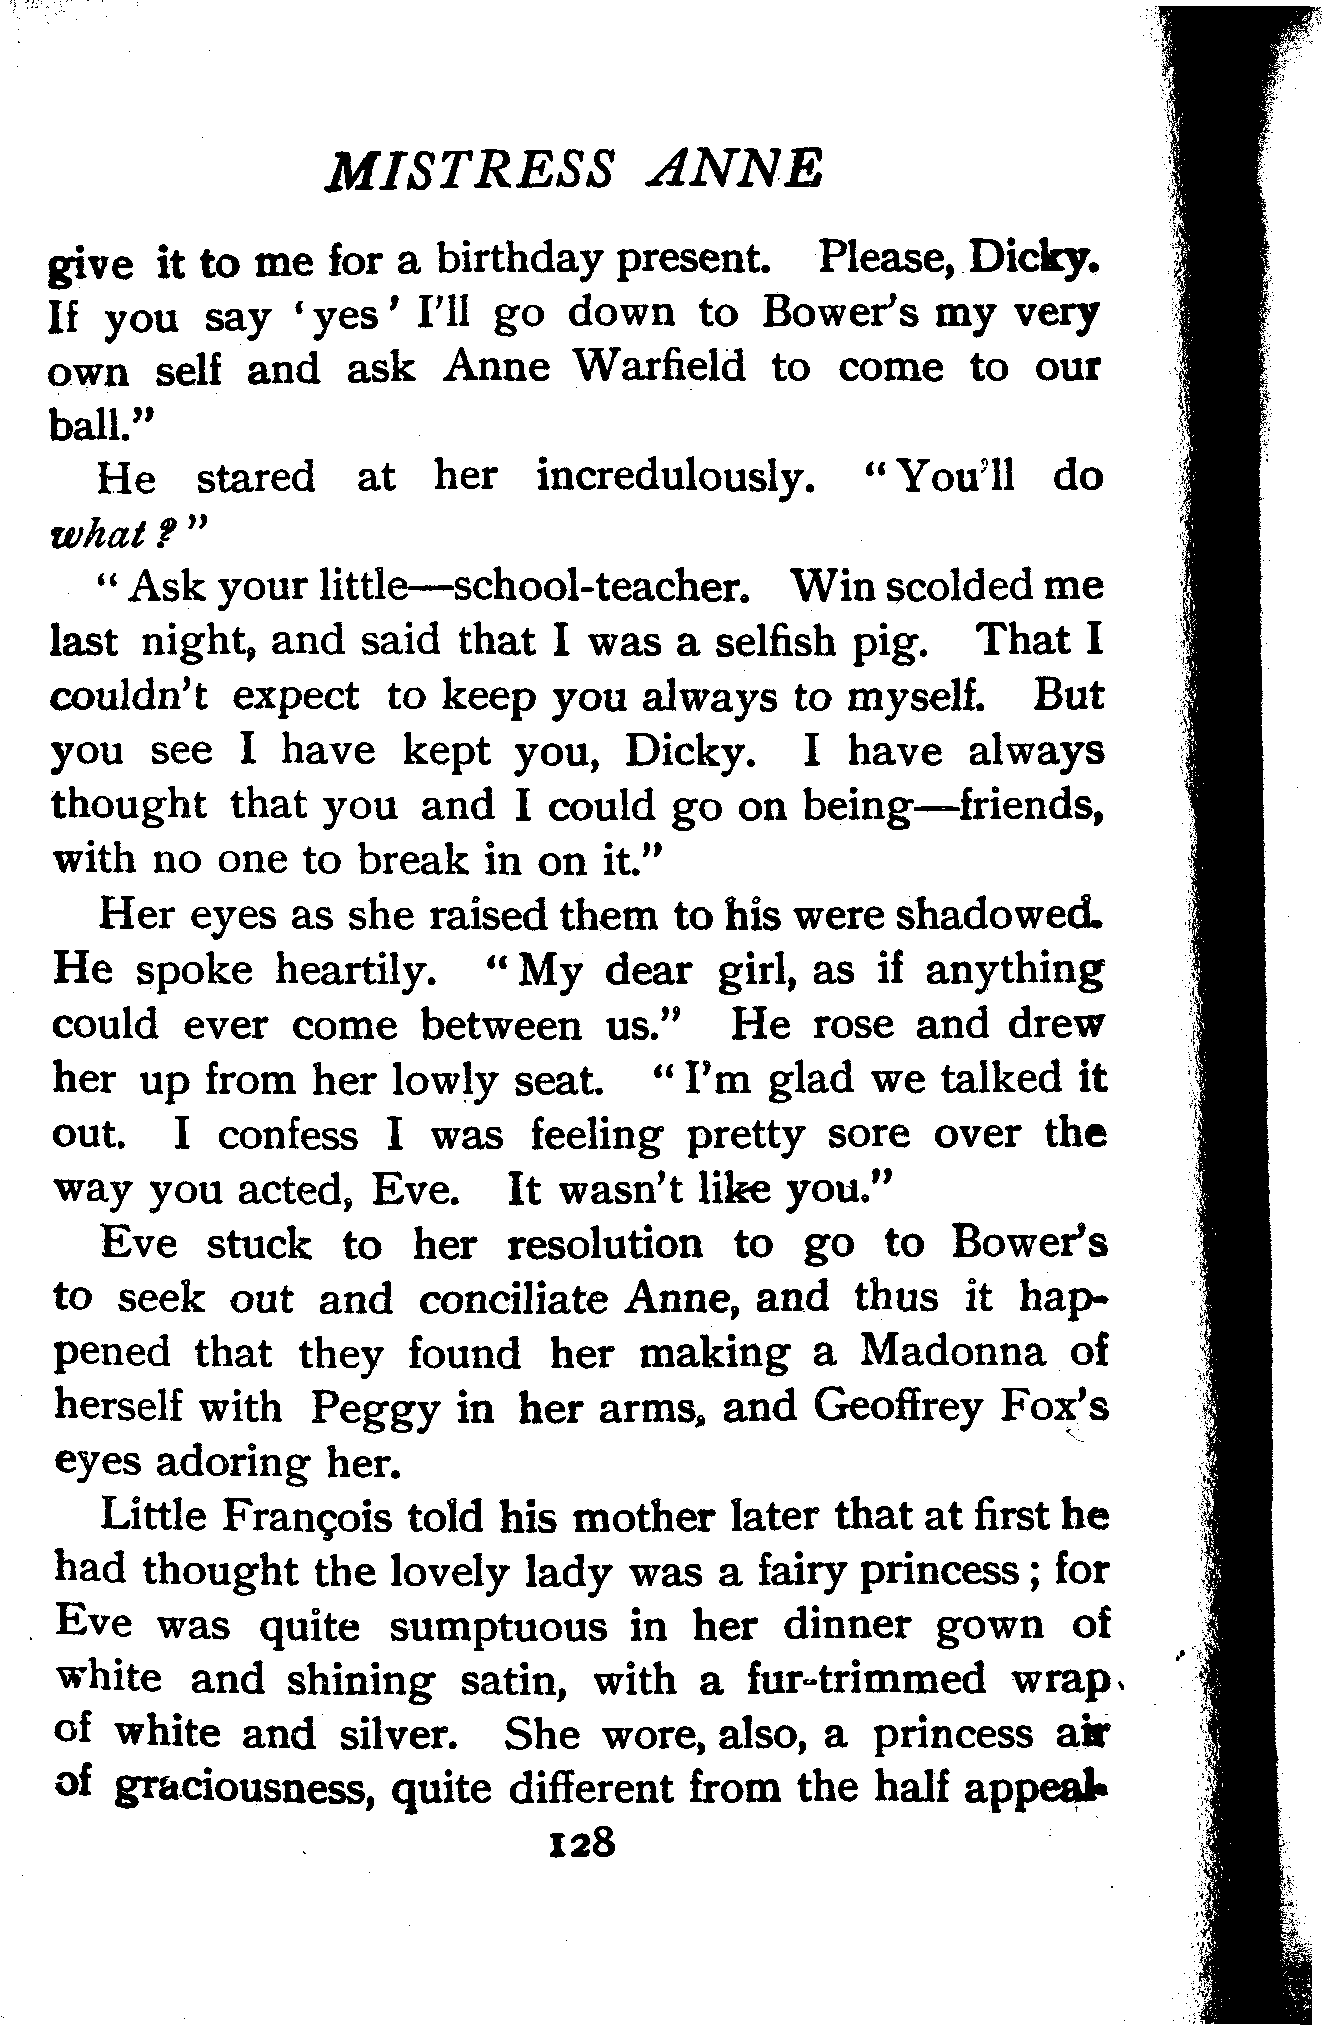 MISTRESS ANNE
give it to me for a birthday present. Please, Dicky.
If you say ‘yes’ I'll go down to Bower's my very
own self and ask Anne Warfield to come to our
ball.”
He stared at her incredulously. “You'll do
what?”
“Ask your little—school-teacher. Win scolded me
last night, and said that I was a selfish pig. That I
couldn't expect to keep you always to myself. But
you see I have kept you, Dicky. I have always
thought that you and I could go on being—friends,
with no one to break in on it.”
Her eyes as she raised them to his were shadowed.
He spoke heartily. “My dear girl, as if anything
could ever come between us.” He rose and drew
her up from her lowly seat. “I'm glad we talked it
out. I confess I was feeling pretty sore over the
way you acted, Eve. It wasn't like you.”
Eve stuck to her resolution to go to Bower's
to seek out and conciliate Anne, and thus it hap-
pened that they found her making a Madonna of
herself with Peggy in her arms, and Geoffrey Fox's
eyes adoring her.
Little François told his mother later that at first he
had thought the lovely lady was a fairy princess; for
Eve was quite sumptuous in her dinner gown of
white and shining satin, with a fur-trimmed wrap
of white and silver. She wore, also, a princess air
of graciousness, quite different from the half appeal-
128